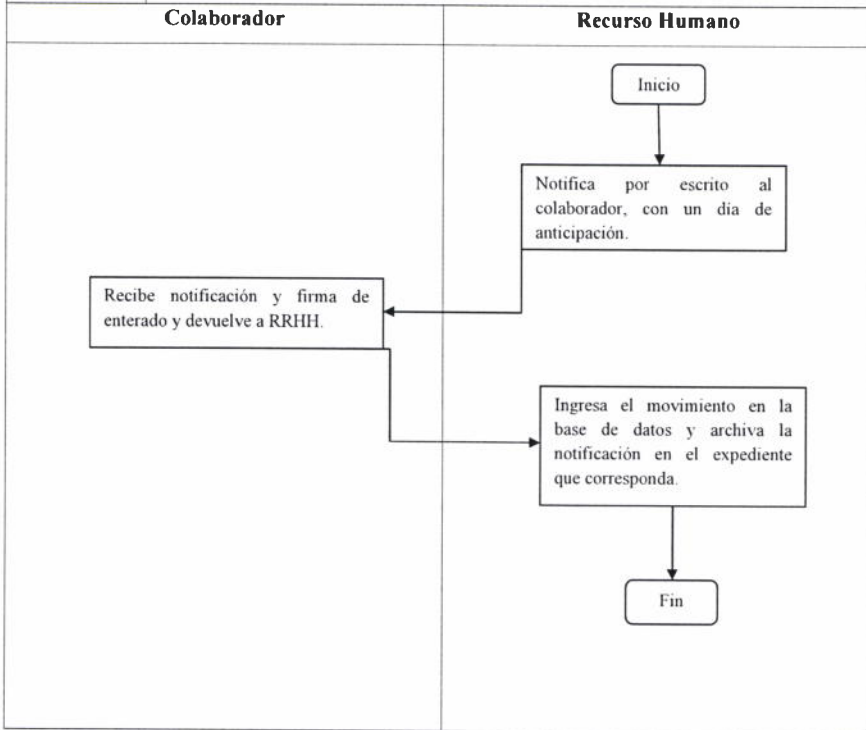 Colaborador
Recurso Humano
Inicio
Notifica por escrito al
colaborador, con un dia de
anticipación.
Recibe notificación y firma de
enterado y devuelve a RRHH.
Ingresa el movimiento en la
base de datos y archiva la
notificación en el expediente
que corresponda.
Fin